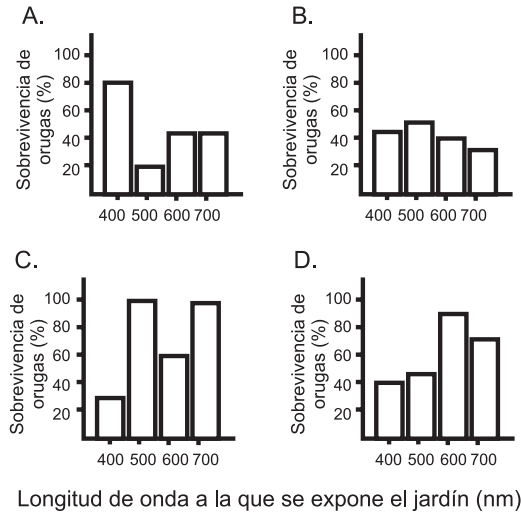 A.
Sobrevivencia de
orugas (%)
100
80
60
40
20
400 500 600 700
B.
Sobrevivencia de
orugas (%)
100
80
60
40
20
400 500 600 700
C.
Sobrevivencia de
orugas (%)
100
80
60
40
20
400 500 600 700
D.
Sobrevivencia de
orugas (%)
100
80
60
40
20
400 500 600 700
Longitud de onda a la que se expone el jardín (nm)